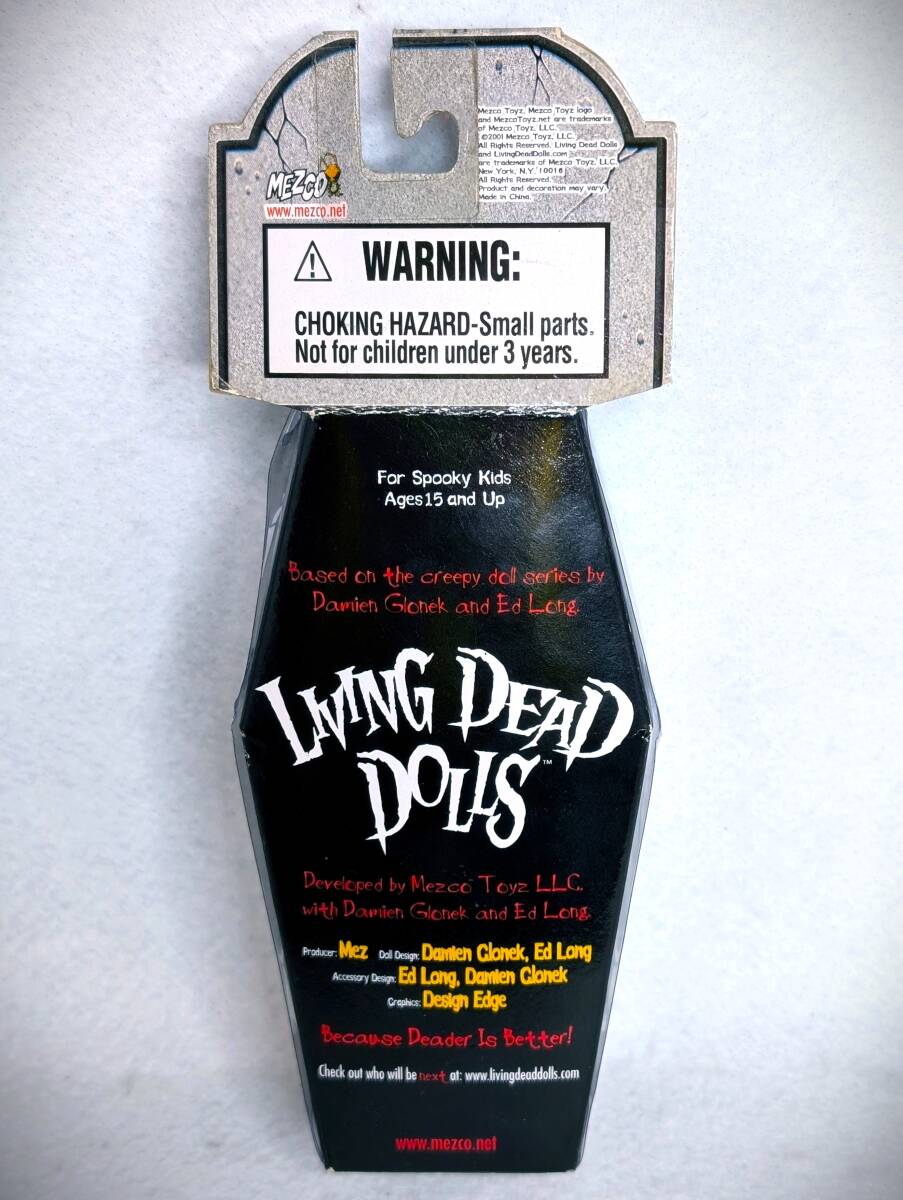 Mezco Toyz, Mezco Toyz logo
and MezcoToyz.net are trademarks
of Mezco Toyz, LLC.
©2001 Mezco Toyz, LLC.
All Rights Reserved. Living Dead Dolls
and LivingDeadDolls.com
are trademarks of Mezco Toyz, LLC.
New York, N.Y. 10016
All Rights Reserved.
Product and decoration may vary.
Made in China.
MEZCO
www.mezco.net
WARNING:
CHOKING HAZARD-Small parts.
Not for children under 3 years.
For Spooky Kids
Ages 15 and Up
Based on the creepy doll series by
Damien Glonek and Ed Long.
LIVING DEAD
DOLLS™
Developed by Mezco Toyz LLC.
with Damien Glonek and Ed Long.
Producer: Mez Doll Design: Damien Glonek, Ed Long
Accessory Design: Ed Long, Damien Glonek
Graphics: Design Edge
Because Deader Is Better!
Check out who will be next at: www.livingdeaddolls.com
www.mezco.net